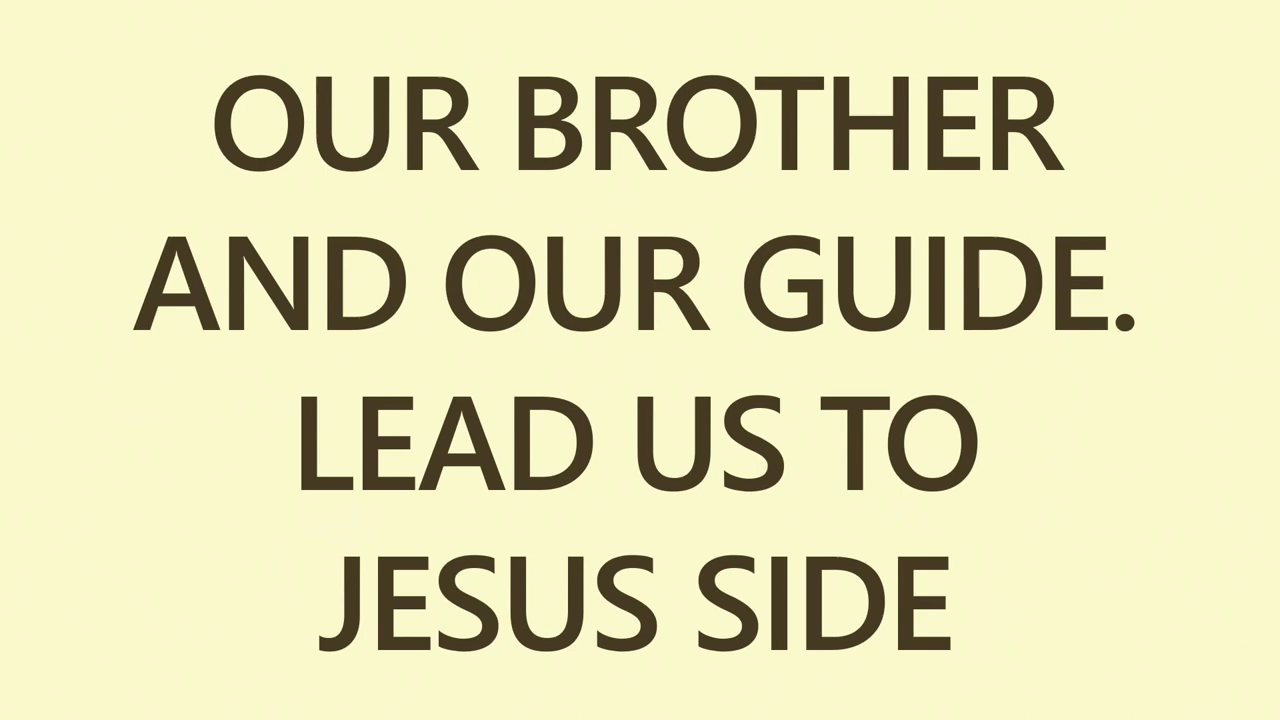 OUR BROTHER
AND OUR GUIDE.
LEAD US TO
JESUS SIDE